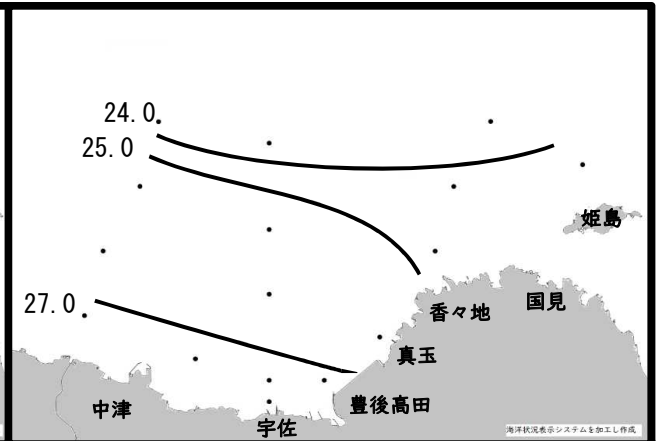 24.0
25.0
姫島
27.0
国見
香々地
真玉
豊後高田
中津
宇佐
海洋状況表示システムを加工し作成